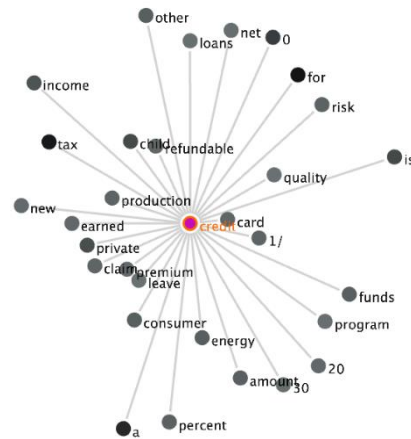 other
net
loans
0
income
for
risk
tax
child
refundable
is
quality
production
new
card
earned
credit
1/
private
claim
premium
leave
funds
consumer
program
energy
20
amount
30
percent
a